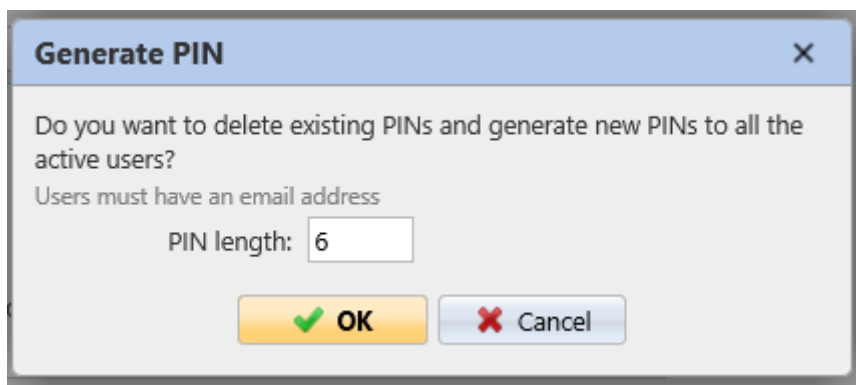 Generate PIN
Do you want to delete existing PINs and generate new PINs to all the
active users?
Users must have an email address
PIN length: 6
OK Cancel